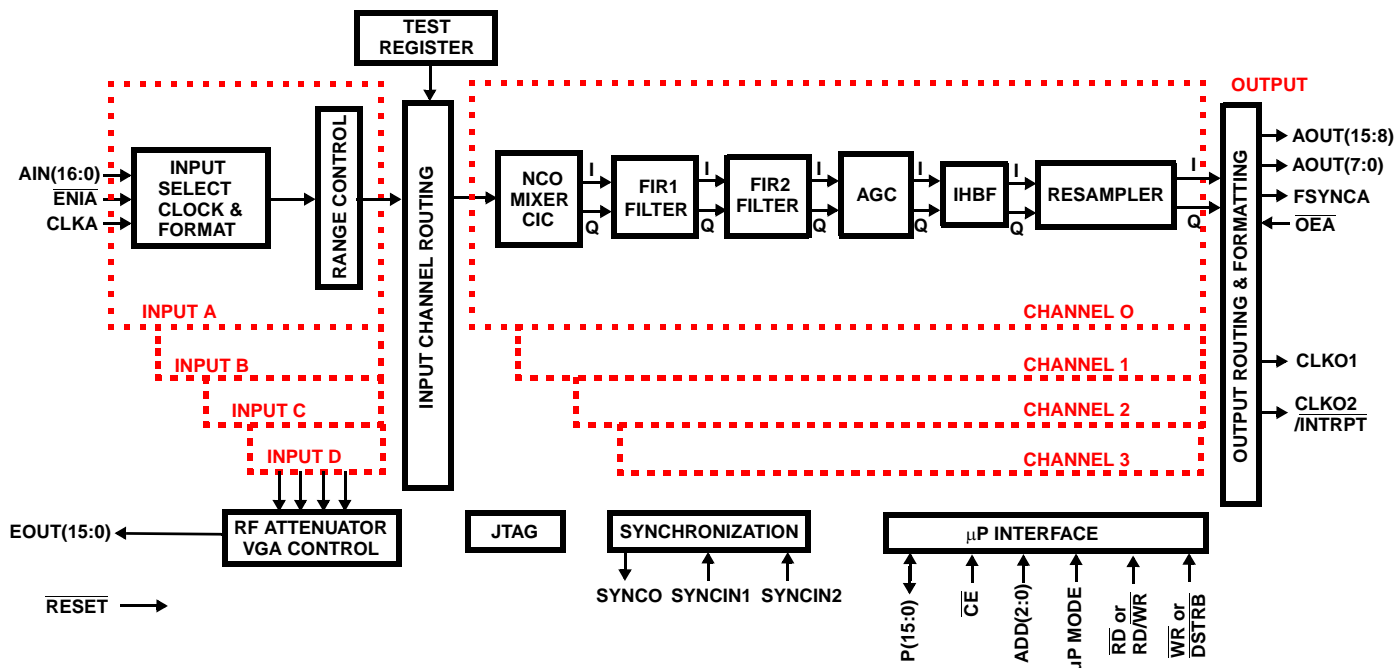 TEST
REGISTER
OUTPUT
AIN(16:0)
ENIA
CLKA
INPUT
SELECT
CLOCK &
FORMAT
RANGE CONTROL
INPUT CHANNEL ROUTING
NCO
MIXER
CIC
I
Q
FIR1
FILTER
I
Q
FIR2
FILTER
I
Q
AGC
I
Q
IHBF
I
Q
RESAMPLER
I
Q
OUTPUT ROUTING & FORMATTING
AOUT(15:8)
AOUT(7:0)
FSYNCA
OEA
CLKO1
CLKO2
/INTRPT
INPUT A
INPUT B
INPUT C
INPUT D
CHANNEL O
CHANNEL 1
CHANNEL 2
CHANNEL 3
EOUT(15:0)
RF ATTENUATOR
VGA CONTROL
JTAG
SYNCHRONIZATION
µP INTERFACE
SYNCO
SYNCIN1
SYNCIN2
RESET
P(15:0)
CE
ADD(2:0)
µP MODE
RD or
RD/WR
WR or
DSTRB